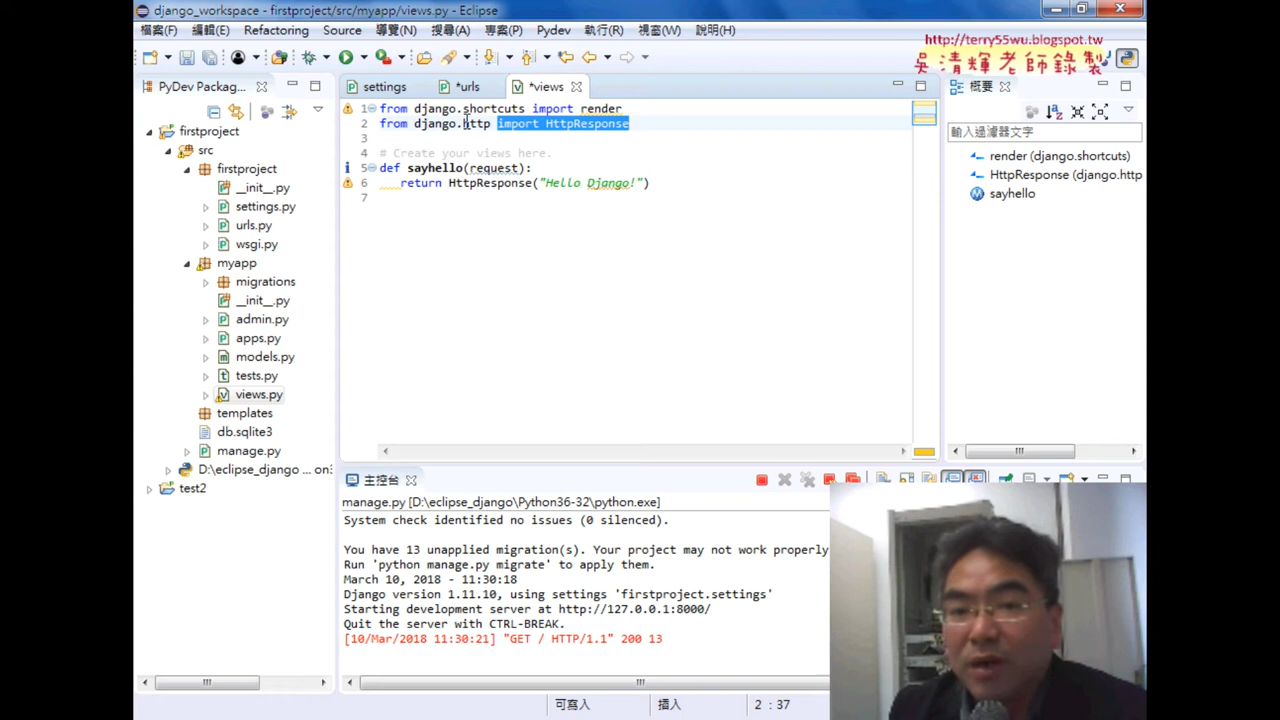 django_workspace - firstproject/src/myapp/views.py - Eclipse
檔案(F) 編輯(E) Refactoring Source 導覽(N) 搜尋(A) 專案(P) Pydev 執行(R) 視窗(W) 說明(H)
http://terry55wu.blogspot.tw
吳清輝老師錄製
PyDev Packag...
settings *urls *views
概要
1 from django.shortcuts import render
2 from django.http import HttpResponse
3
4 # Create your views here.
5 def sayhello(request):
6 return HttpResponse("Hello Django!")
7
輸入過濾器文字
render (django.shortcuts)
HttpResponse (django.http
sayhello
firstproject
src
firstproject
__init__.py
settings.py
urls.py
wsgi.py
myapp
migrations
__init__.py
admin.py
apps.py
models.py
tests.py
views.py
templates
db.sqlite3
manage.py
D:\eclipse_django ... on:
test2
主控台
manage.py [D:\eclipse_django\Python36-32\python.exe]
System check identified no issues (0 silenced).
You have 13 unapplied migration(s). Your project may not work properly
Run 'python manage.py migrate' to apply them.
March 10, 2018 - 11:30:18
Django version 1.11.10, using settings 'firstproject.settings'
Starting development server at http://127.0.0.1:8000/
Quit the server with CTRL-BREAK.
[10/Mar/2018 11:30:21] "GET / HTTP/1.1" 200 13
可寫入 插入 2 : 37